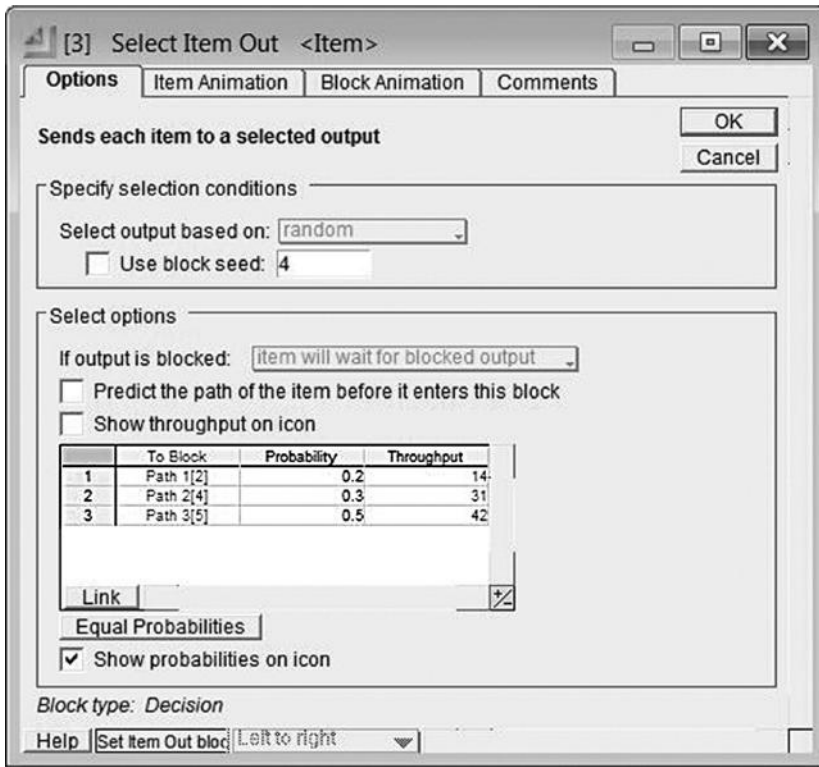 [3] Select Item Out <Item>
Options Item Animation Block Animation Comments
Sends each item to a selected output
OK
Cancel
Specify selection conditions
Select output based on: random
Use block seed: 4
Select options
If output is blocked: item will wait for blocked output
Predict the path of the item before it enters this block
Show throughput on icon
To Block Probability Throughput
1 Path 1[2] 0.2 14
2 Path 2[4] 0.3 31
3 Path 3[5] 0.5 42
Link
Equal Probabilities
Show probabilities on icon
Block type: Decision
Help Set Item Out bloc Left to right